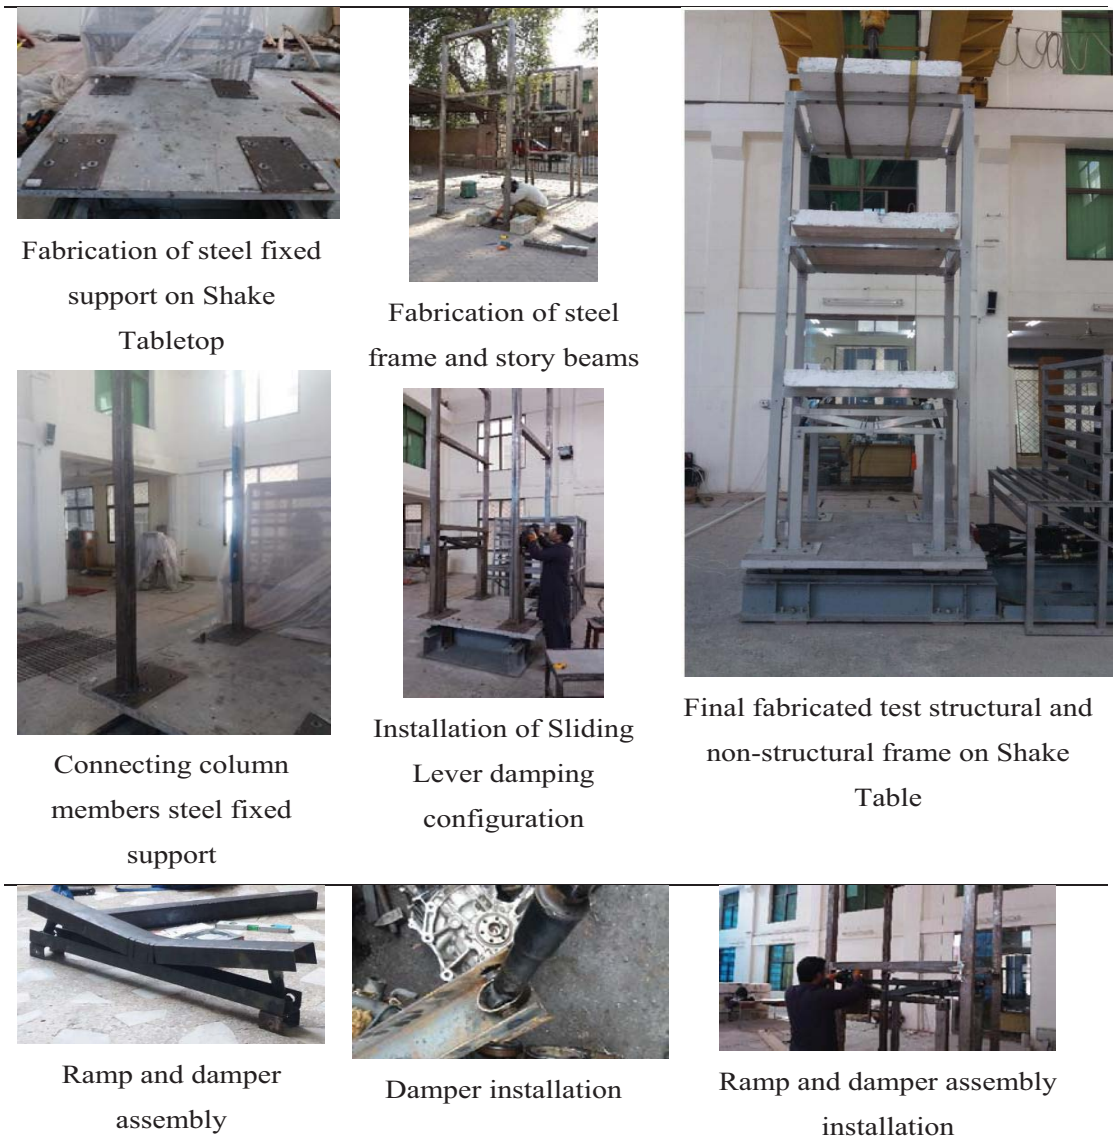 Fabrication of steel fixed
support on Shake
Tabletop
Fabrication of steel
frame and story beams
Connecting column
members steel fixed
support
Installation of Sliding
Lever damping
configuration
Final fabricated test structural and
non-structural frame on Shake
Table
Ramp and damper
assembly
Damper installation
Ramp and damper assembly
installation